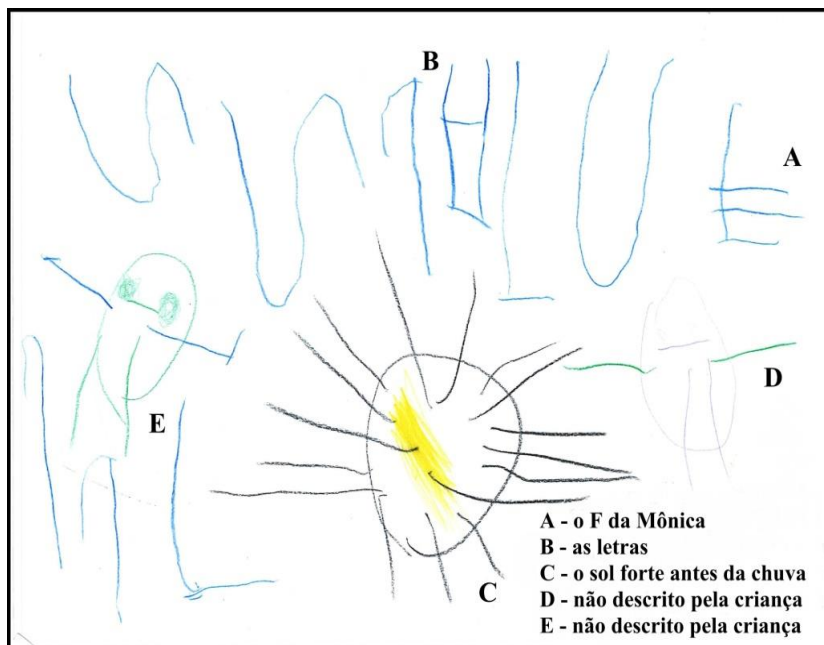 B
A
D
E
A - o F da Mônica
B - as letras
C - o sol forte antes da chuva
D - não descrito pela criança
E - não descrito pela criança
C